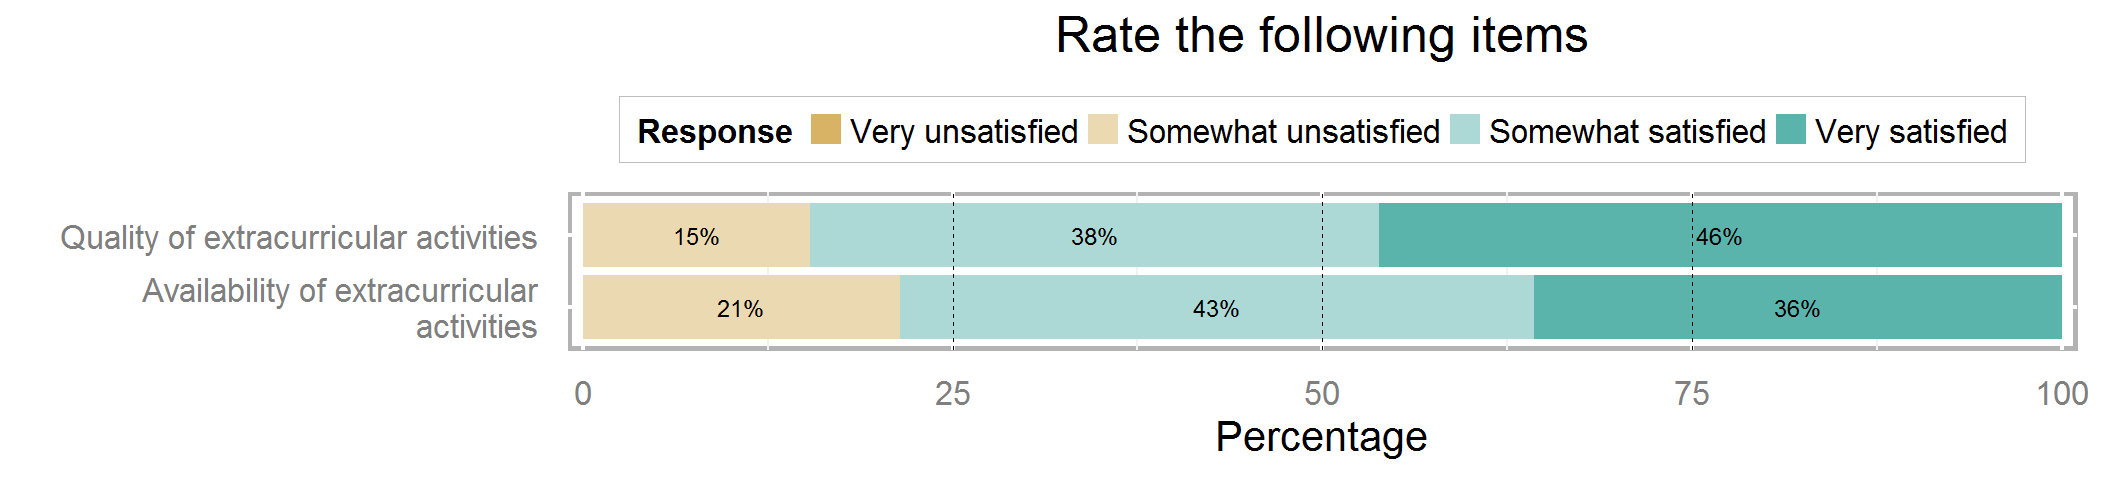 Rate the following items
Response Very unsatisfied Somewhat unsatisfied Somewhat satisfied Very satisfied
Quality of extracurricular activities 15% 38% 46%
Availability of extracurricular
activities 21% 43% 36%
0 25 50 75 100
Percentage